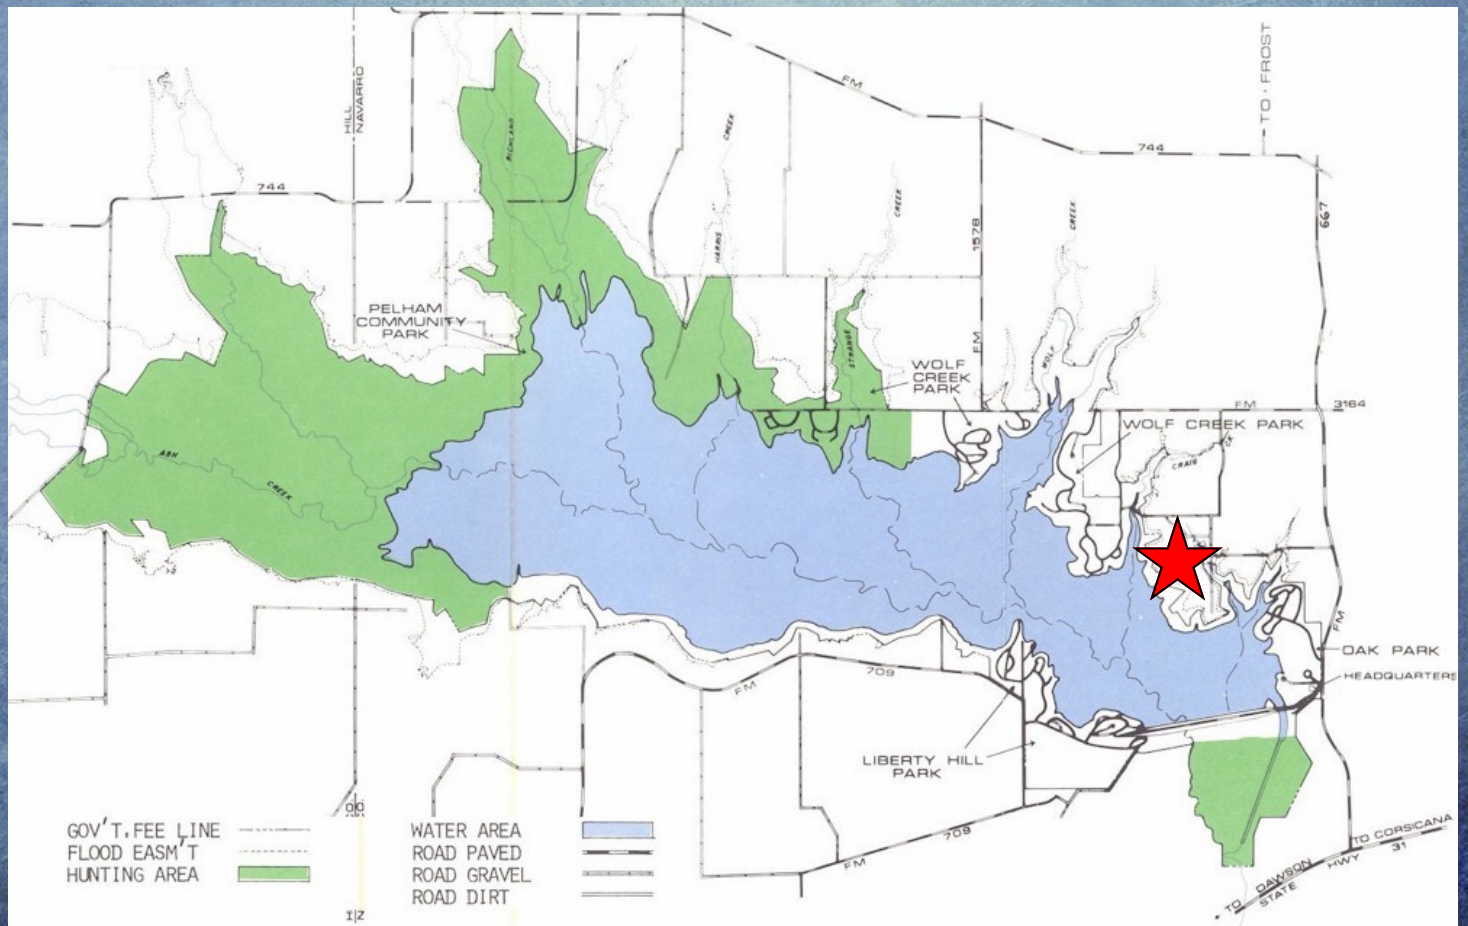 TO - FROST
HILL
NAVARRO
FM
744
744
RICHLAND
CREEK
HARRIS
CREEK
CREEK
1578
FM
667
PELHAM
COMMUNITY
PARK
STRANGE
WOLF
CREEK
PARK
WOLF
FM
3164
WOLF CREEK PARK
CRAIG
CK
ASH
CREEK
FM
OAK PARK
HEADQUARTERS
709
FM
LIBERTY HILL
PARK
709
FM
TO CORSICANA
HWY 31
TO DAWSON
STATE
GOV'T.FEE LINE
FLOOD EASM'T
HUNTING AREA
WATER AREA
ROAD PAVED
ROAD GRAVEL
ROAD DIRT